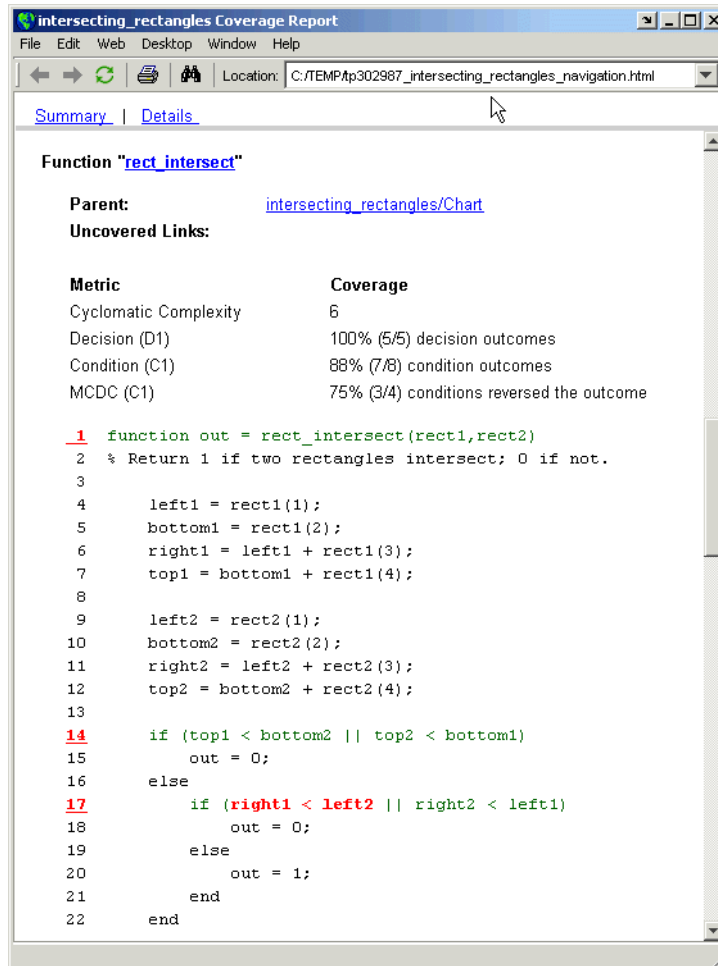 intersecting_rectangles Coverage Report
File Edit Web Desktop Window Help
Location: C:/TEMP/tp302987_intersecting_rectangles_navigation.html
Summary | Details
Function "rect_intersect"
Parent: intersecting_rectangles/Chart
Uncovered Links:
Metric Coverage
Cyclomatic Complexity 6
Decision (D1) 100% (5/5) decision outcomes
Condition (C1) 88% (7/8) condition outcomes
MCDC (C1) 75% (3/4) conditions reversed the outcome
1 function out = rect_intersect(rect1,rect2)
2 % Return 1 if two rectangles intersect; 0 if not.
3
4 left1 = rect1(1);
5 bottom1 = rect1(2);
6 right1 = left1 + rect1(3);
7 top1 = bottom1 + rect1(4);
8
9 left2 = rect2(1);
10 bottom2 = rect2(2);
11 right2 = left2 + rect2(3);
12 top2 = bottom2 + rect2(4);
13
14 if (top1 < bottom2 || top2 < bottom1)
15 out = 0;
16 else
17 if (right1 < left2 || right2 < left1)
18 out = 0;
19 else
20 out = 1;
21 end
22 end